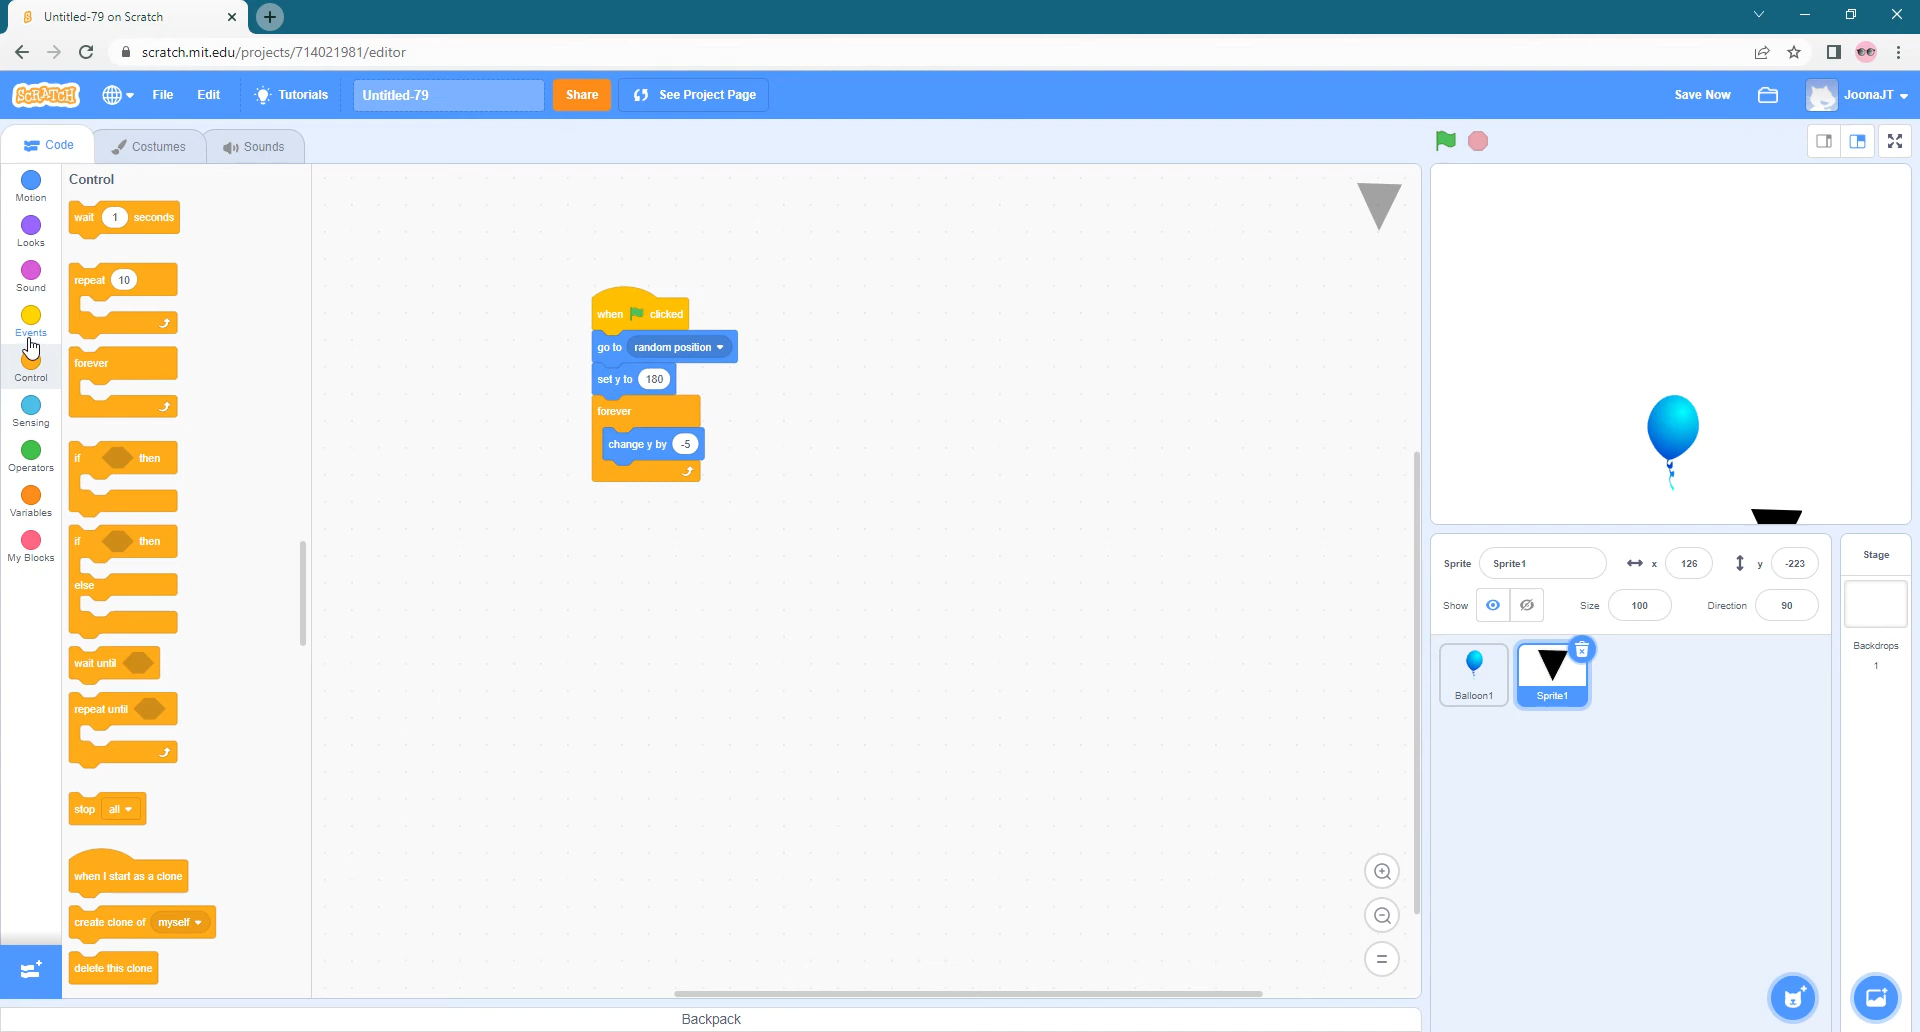 Untitled-79 on Scratch
scratch.mit.edu/projects/714021981/editor
SCRATCH
File
Edit
Tutorials
Untitled-79
Share
See Project Page
Save Now
JoonaJT
Code
Costumes
Sounds
Motion
Looks
Sound
Events
Control
Sensing
Operators
Variables
My Blocks
Control
wait 1 seconds
repeat 10
forever
if then
if then
else
wait until
repeat until
stop all
when I start as a clone
create clone of myself
delete this clone
when clicked
go to random position
set y to 180
forever
change y by -5
Backpack
Sprite Sprite1 x 126 y -223
Show Size 100 Direction 90
Balloon1
Sprite1
Stage
Backdrops
1